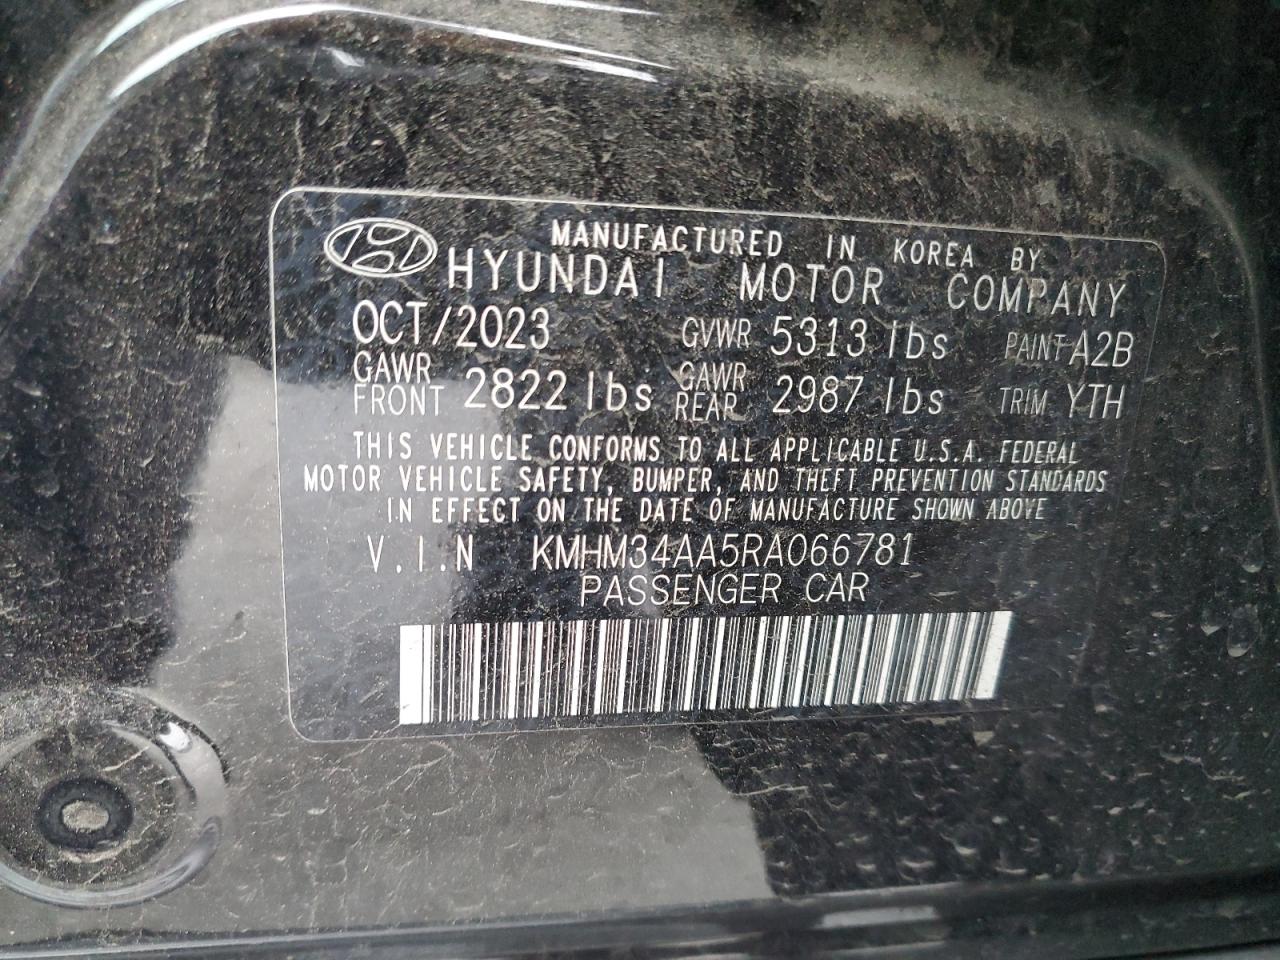 MANUFACTURED IN KOREA BY
HYUNDAI MOTOR COMPANY
OCT/2023 GVWR 5313 lbs PAINT A2B
GAWR FRONT 2822 lbs GAWR REAR 2987 lbs TRIM YTH
THIS VEHICLE CONFORMS TO ALL APPLICABLE U.S.A. FEDERAL
MOTOR VEHICLE SAFETY, BUMPER, AND THEFT PREVENTION STANDARDS
IN EFFECT ON THE DATE OF MANUFACTURE SHOWN ABOVE
V.I.N KMHM34AA5RA066781
PASSENGER CAR